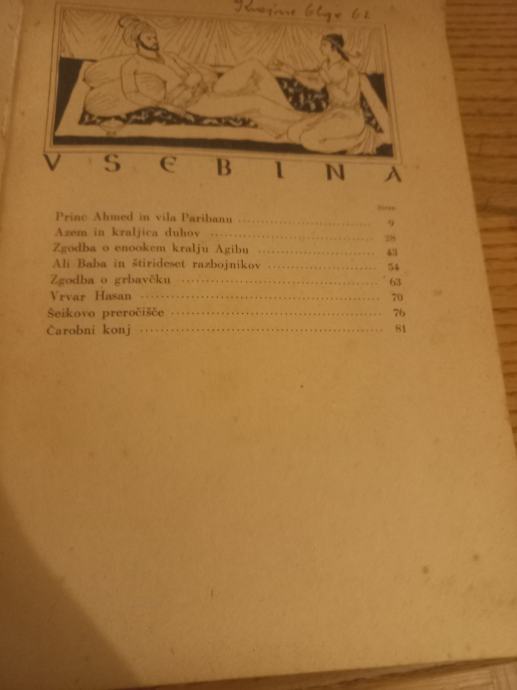 VSEBINA
Stran
Princ Ahmed in vila Paribanu 9
Azem in kraljica duhov 28
Zgodba o enookem kralju Agibu 43
Ali Baba in štirideset razbojnikov 54
Zgodba o grbavčku 63
Vrvar Hasan 70
Šeikovo preročišče 76
Čarobni konj 81